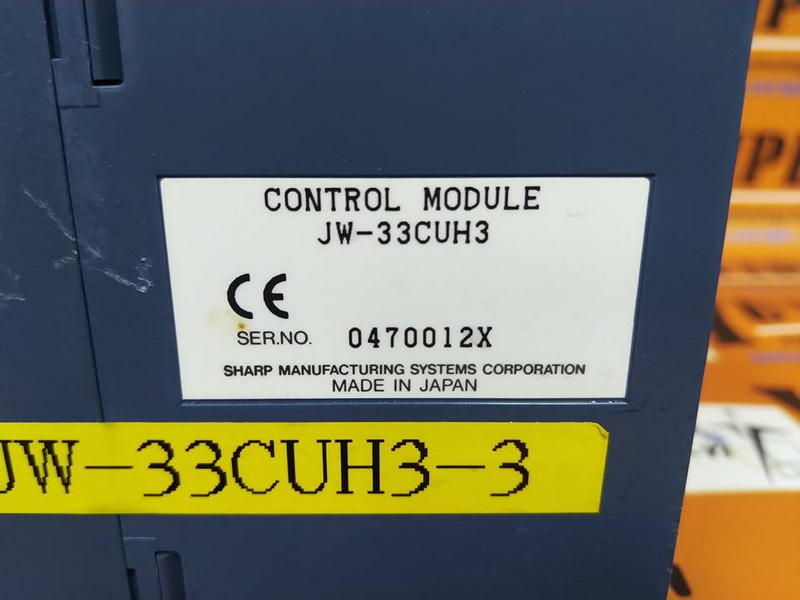 CONTROL MODULE
JW-33CUH3
CE
SER.NO. 0470012X
SHARP MANUFACTURING SYSTEMS CORPORATION
MADE IN JAPAN
JW-33CUH3-3